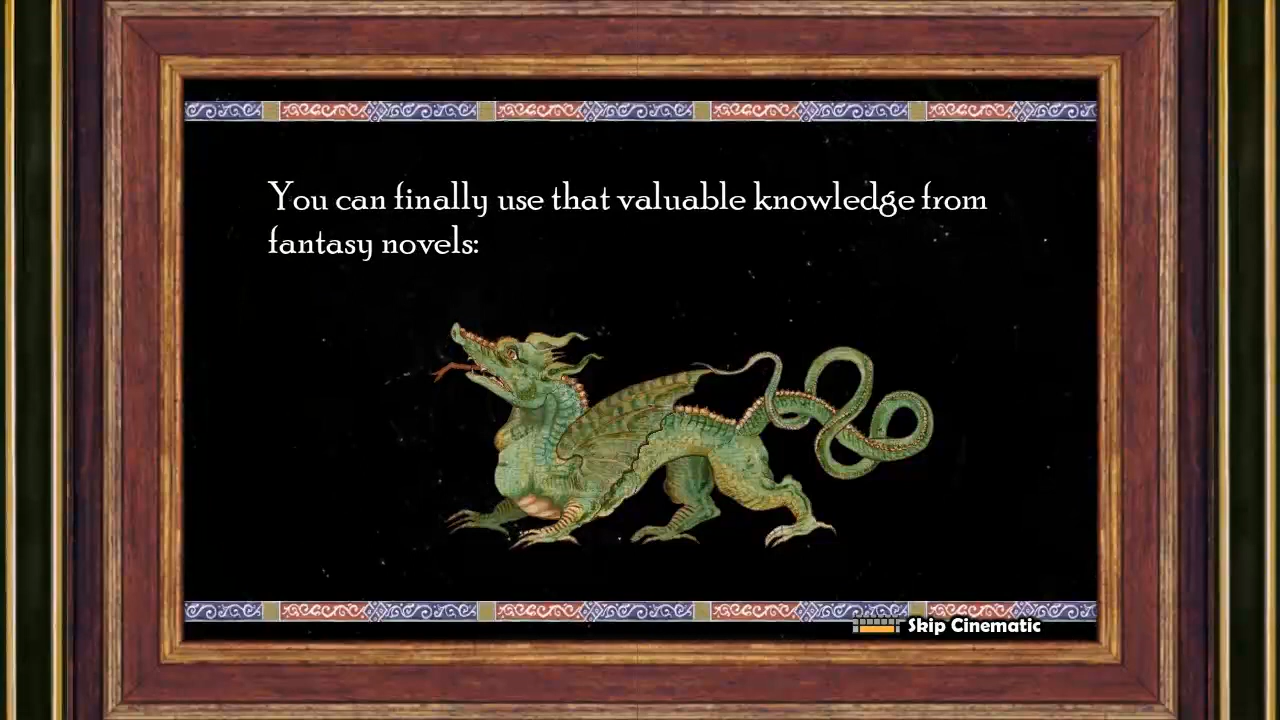 You can finally use that valuable knowledge from
fantasy novels:
Skip Cinematic